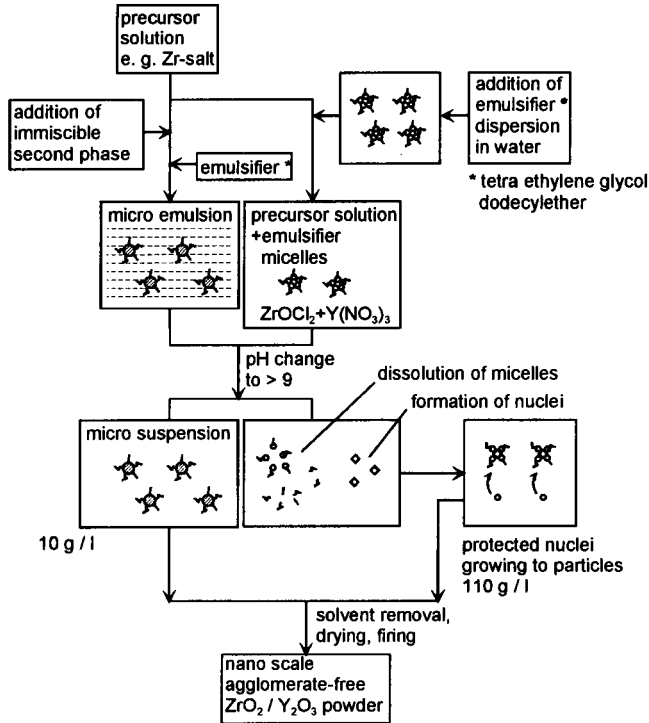 precursor
solution
e. g. Zr-salt
addition of
immiscible
second phase
emulsifier *
addition of
emulsifier *
dispersion
in water
* tetra ethylene glycol
dodecylether
micro emulsion
precursor solution
+emulsifier
micelles
ZrOCl₂+Y(NO₃)₃
pH change
to > 9
dissolution of micelles
formation of nuclei
micro suspension
10 g / l
protected nuclei
growing to particles
110 g / l
solvent removal,
drying, firing
nano scale
agglomerate-free
ZrO₂ / Y₂O₃ powder